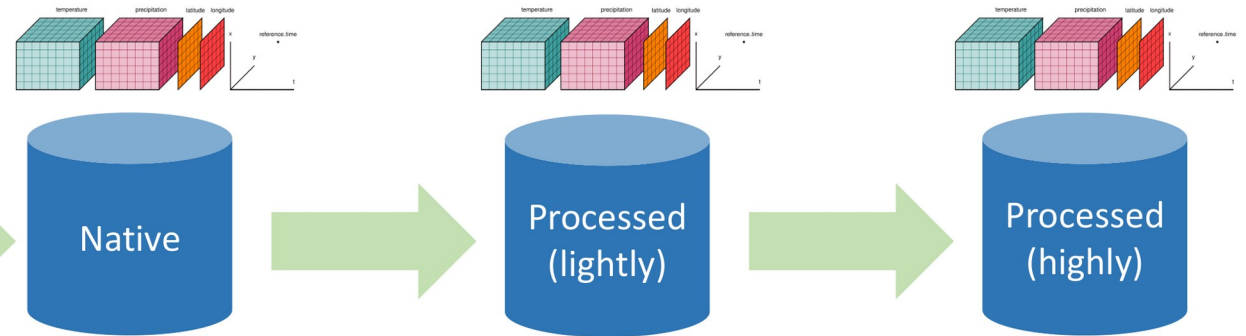 temperature precipitation latitude longitude
x reference.time
y
t
temperature precipitation latitude longitude
x reference.time
y
t
temperature precipitation latitude longitude
x reference.time
y
t
Native
Processed
(lightly)
Processed
(highly)